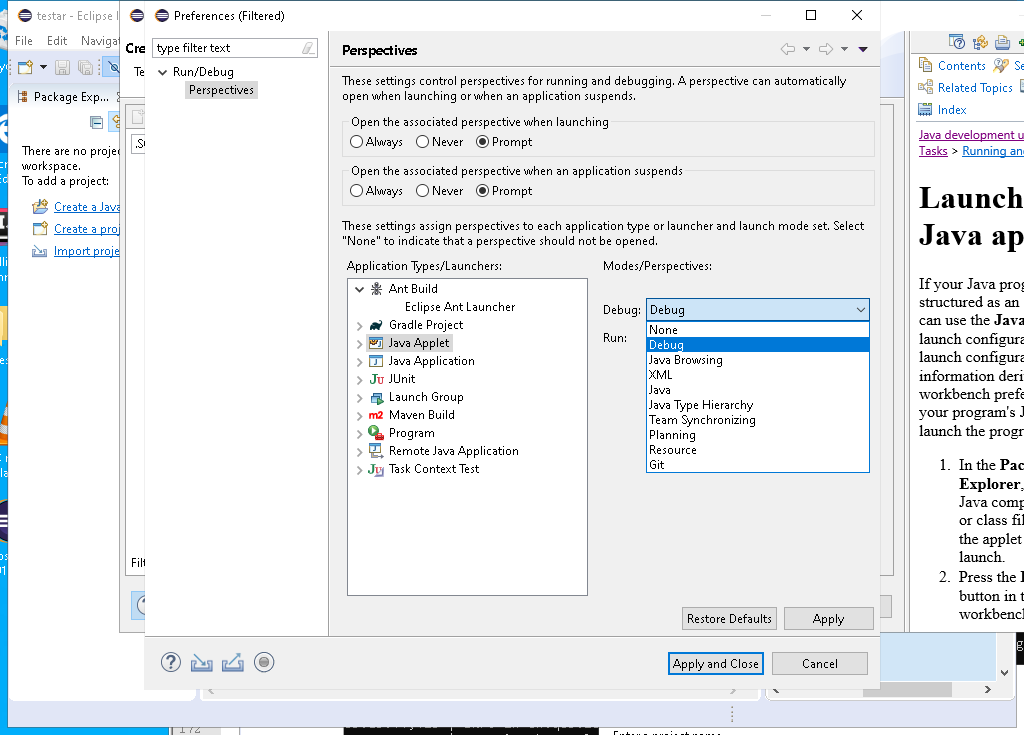 testar - Eclipse I
Preferences (Filtered)
File Edit Navigat
Cre
type filter text
Perspectives
Te
Run/Debug
Perspectives
These settings control perspectives for running and debugging. A perspective can automatically
open when launching or when an application suspends.
Contents
Se
Package Exp...
Related Topics
Index
Open the associated perspective when launching
Always Never Prompt
Java development u
Tasks > Running and
There are no projec
workspace.
To add a project:
Open the associated perspective when an application suspends
Always Never Prompt
Create a Java
Create a proj
Import proje
Launch
Java ap
These settings assign perspectives to each application type or launcher and launch mode set. Select
"None" to indicate that a perspective should not be opened.
Application Types/Launchers:
Modes/Perspectives:
Ant Build
Eclipse Ant Launcher
Gradle Project
Java Applet
Java Application
JUnit
Launch Group
Maven Build
Program
Remote Java Application
Task Context Test
Debug: Debug
Run:
None
Debug
Java Browsing
XML
Java
Java Type Hierarchy
Team Synchronizing
Planning
Resource
Git
If your Java prog
structured as an
can use the Java
launch configura
launch configura
information deri
workbench prefe
your program's J
launch the progr
1. In the Pac
Explorer,
Java comp
or class fil
the applet
launch.
2. Press the
button in t
workbencl
Filt
Restore Defaults
Apply
Apply and Close
Cancel
172
Enter a project name